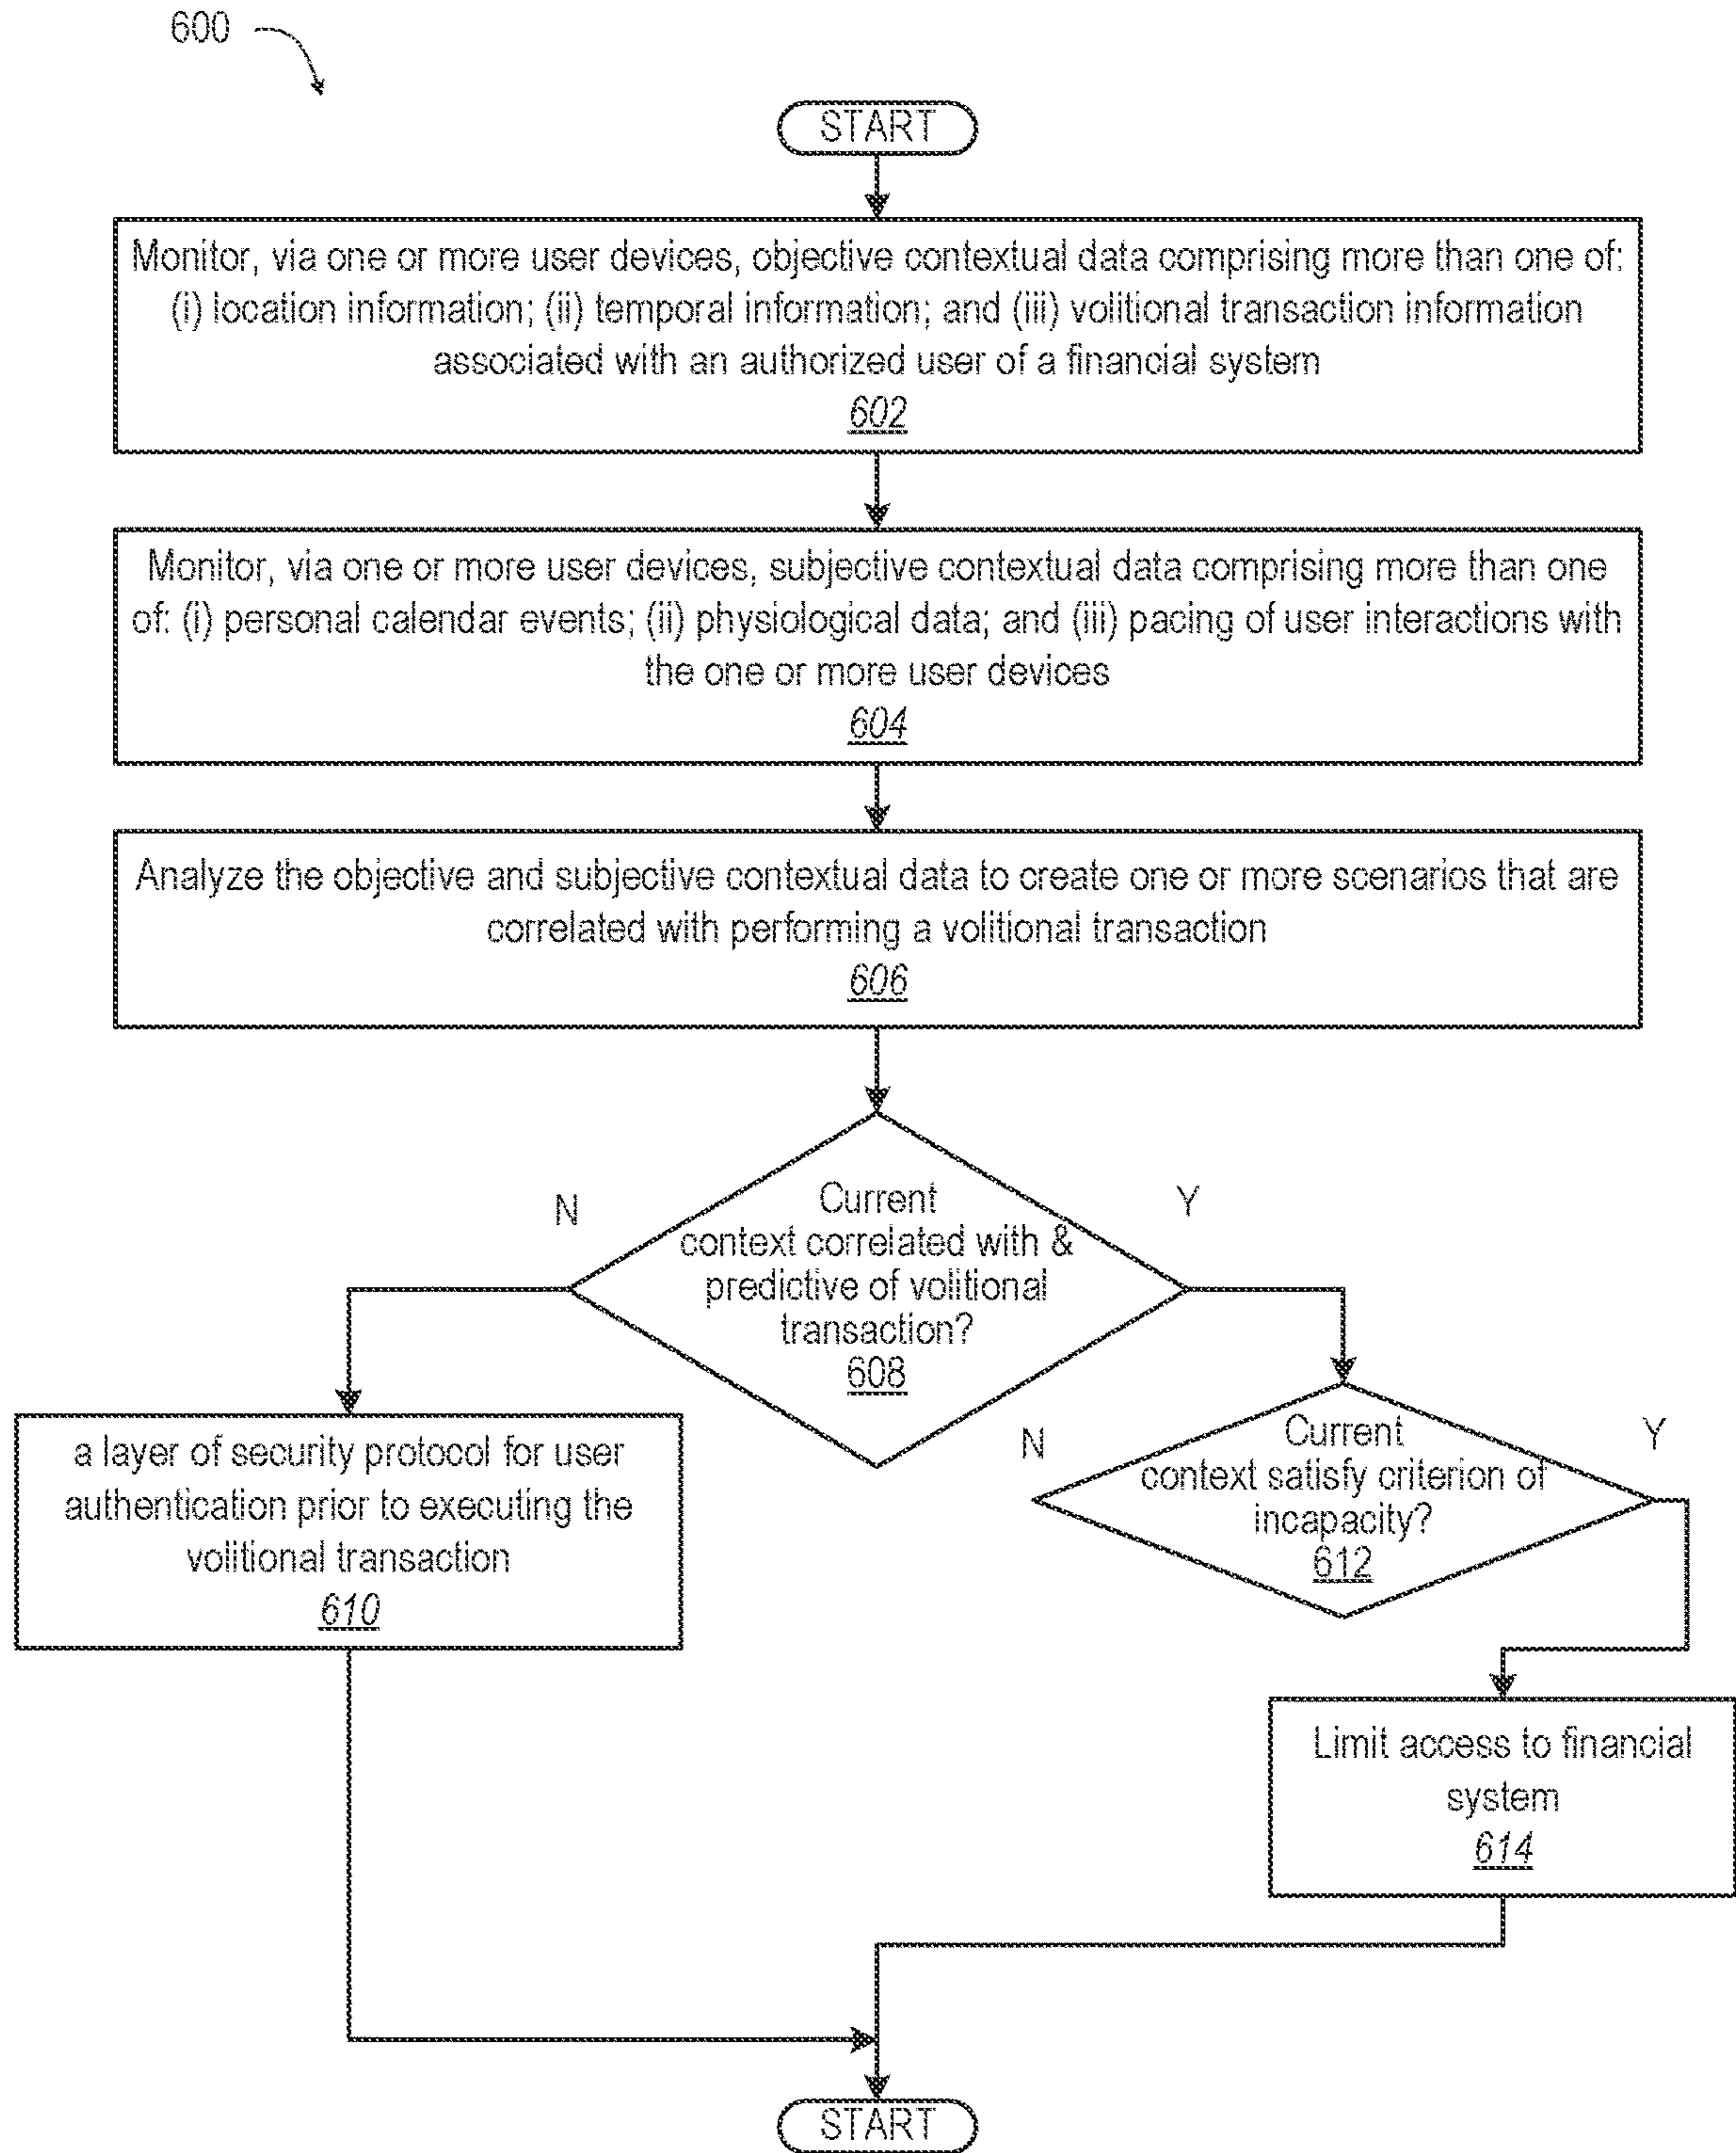 600
START
Monitor, via one or more user devices, objective contextual data comprising more than one of:
(i) location information; (ii) temporal information; and (iii) volitional transaction information
associated with an authorized user of a financial system
602
Monitor, via one or more user devices, subjective contextual data comprising more than one
of: (i) personal calendar events; (ii) physiological data; and (iii) pacing of user interactions with
the one or more user devices
604
Analyze the objective and subjective contextual data to create one or more scenarios that are
correlated with performing a volitional transaction
606
N
Y
Current
context correlated with &
predictive of volitional
transaction?
608
a layer of security protocol for user
authentication prior to executing the
volitional transaction
610
N
Y
Current
context satisfy criterion of
incapacity?
612
Limit access to financial
system
614
START